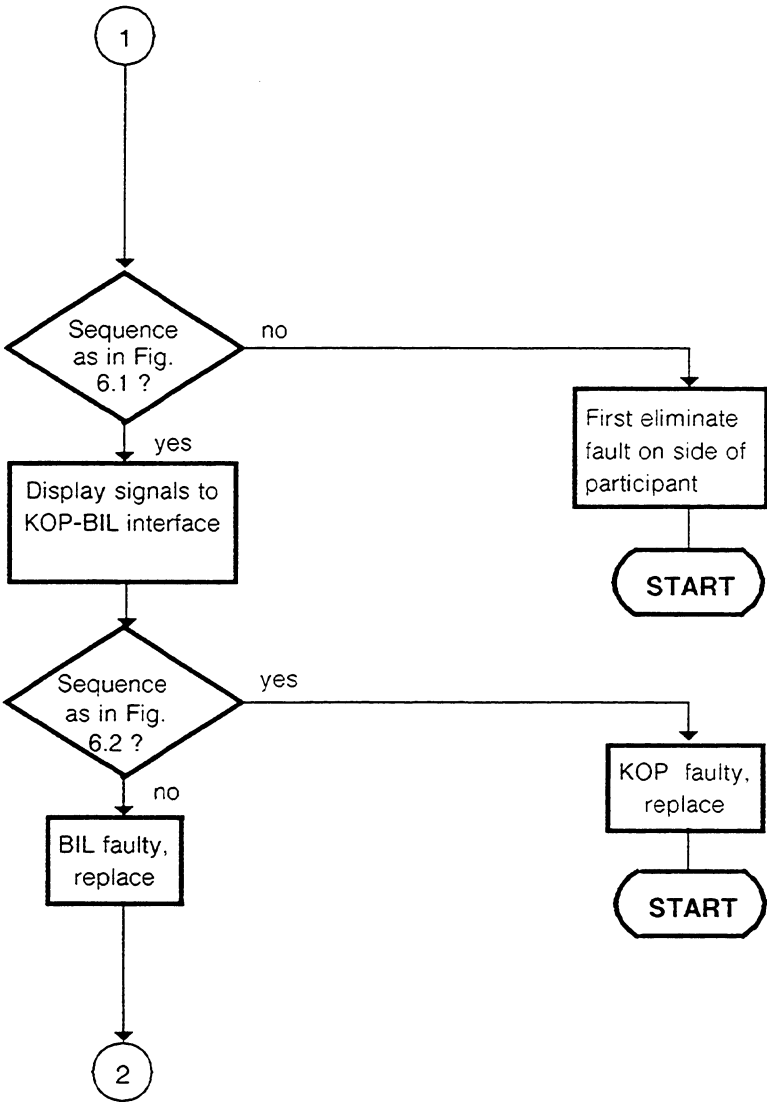 1
Sequence
as in Fig.
6.1 ?
no
yes
First eliminate
fault on side of
participant
START
Display signals to
KOP-BIL interface
Sequence
as in Fig.
6.2 ?
yes
no
KOP faulty,
replace
START
BIL faulty,
replace
2